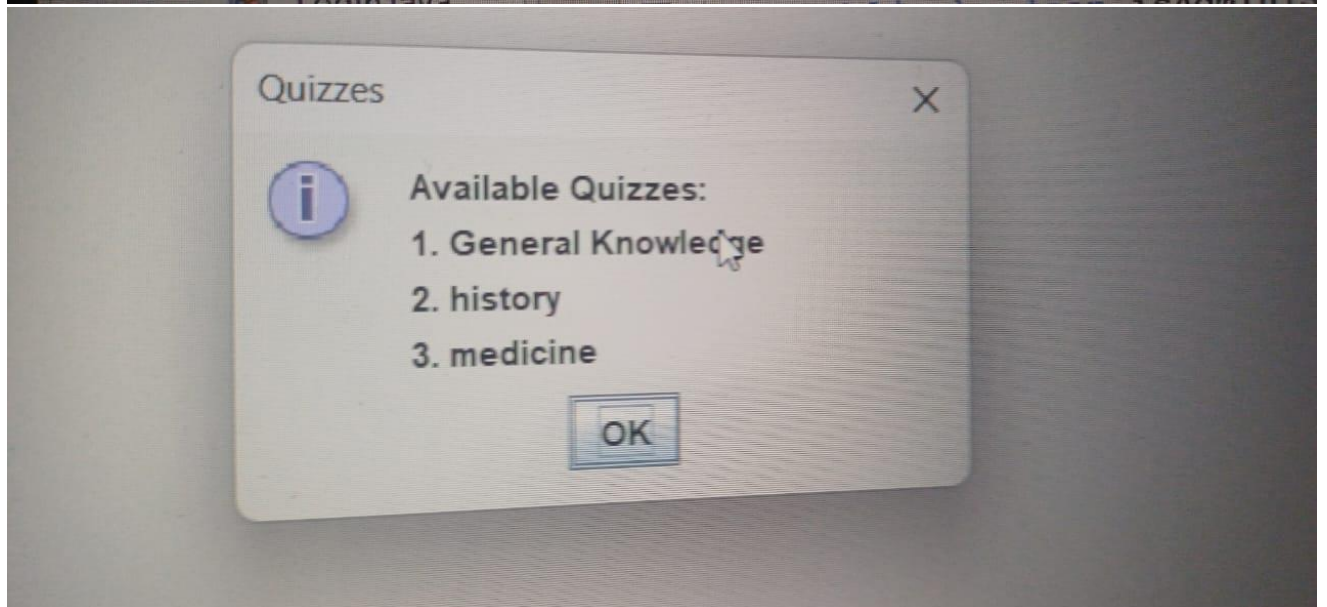 Quizzes
Available Quizzes:
1. General Knowledge
2. history
3. medicine
OK